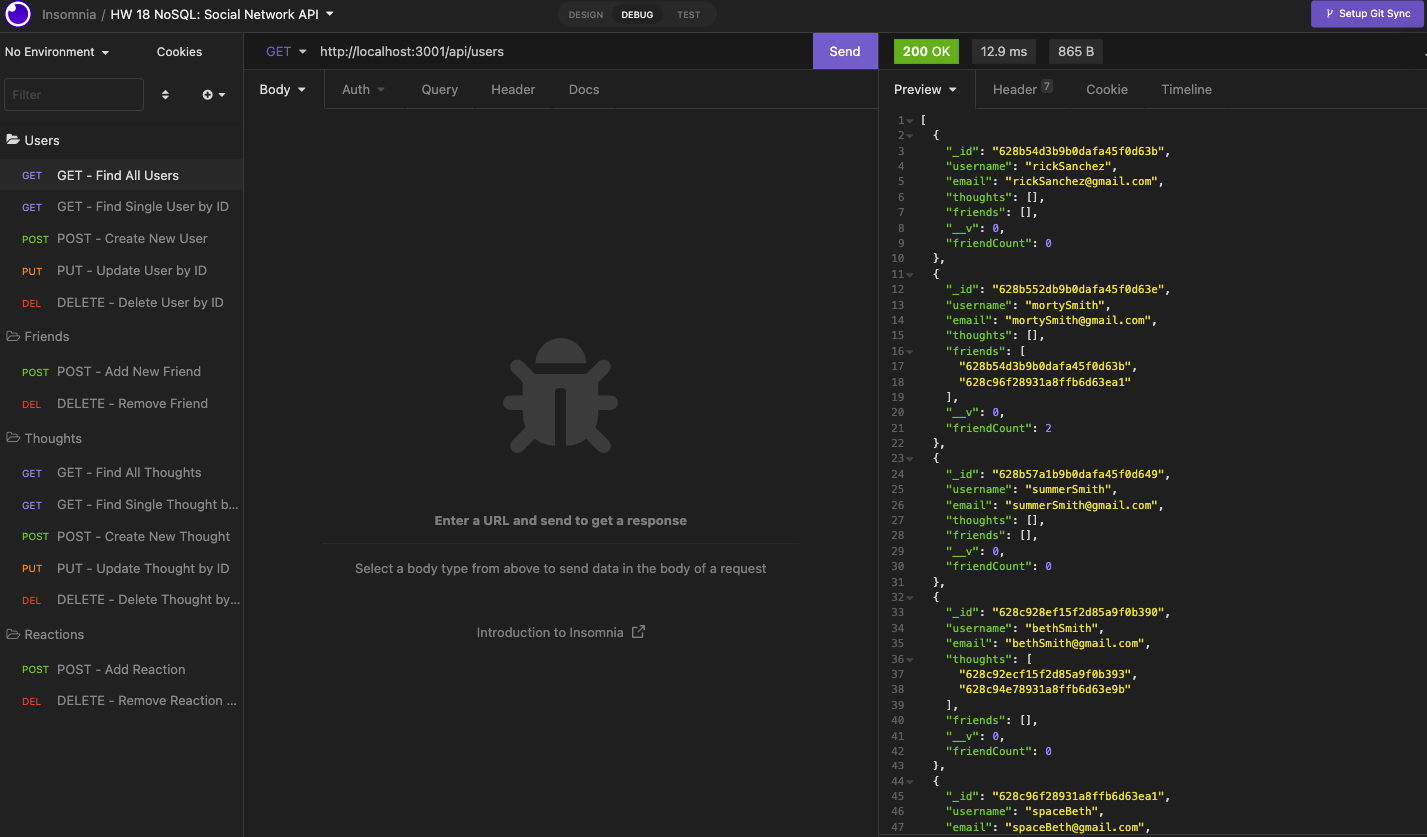 Insomnia / HW 18 NoSQL: Social Network API
DESIGN DEBUG TEST
Setup Git Sync
No Environment Cookies
Filter
Users
GET GET - Find All Users
GET GET - Find Single User by ID
POST POST - Create New User
PUT PUT - Update User by ID
DEL DELETE - Delete User by ID
Friends
POST POST - Add New Friend
DEL DELETE - Remove Friend
Thoughts
GET GET - Find All Thoughts
GET GET - Find Single Thought b...
POST POST - Create New Thought
PUT PUT - Update Thought by ID
DEL DELETE - Delete Thought by...
Reactions
POST POST - Add Reaction
DEL DELETE - Remove Reaction ...
GET http://localhost:3001/api/users Send
Body Auth Query Header Docs
Enter a URL and send to get a response
Select a body type from above to send data in the body of a request
Introduction to Insomnia
200 OK 12.9 ms 865 B
Preview Header 7 Cookie Timeline
1 [
2 {
3 "_id": "628b54d3b9b0dafa45f0d63b",
4 "username": "rickSanchez",
5 "email": "rickSanchez@gmail.com",
6 "thoughts": [],
7 "friends": [],
8 "__v": 0,
9 "friendCount": 0
10 },
11 {
12 "_id": "628b552db9b0dafa45f0d63e",
13 "username": "mortySmith",
14 "email": "mortySmith@gmail.com",
15 "thoughts": [],
16 "friends": [
17 "628b54d3b9b0dafa45f0d63b",
18 "628c96f28931a8ffb6d63ea1"
19 ],
20 "__v": 0,
21 "friendCount": 2
22 },
23 {
24 "_id": "628b57a1b9b0dafa45f0d649",
25 "username": "summerSmith",
26 "email": "summerSmith@gmail.com",
27 "thoughts": [],
28 "friends": [],
29 "__v": 0,
30 "friendCount": 0
31 },
32 {
33 "_id": "628c928ef15f2d85a9f0b390",
34 "username": "bethSmith",
35 "email": "bethSmith@gmail.com",
36 "thoughts": [
37 "628c92ecf15f2d85a9f0b393",
38 "628c94e78931a8ffb6d63e9b"
39 ],
40 "friends": [],
41 "__v": 0,
42 "friendCount": 0
43 },
44 {
45 "_id": "628c96f28931a8ffb6d63ea1",
46 "username": "spaceBeth",
47 "email": "spaceBeth@gmail.com",